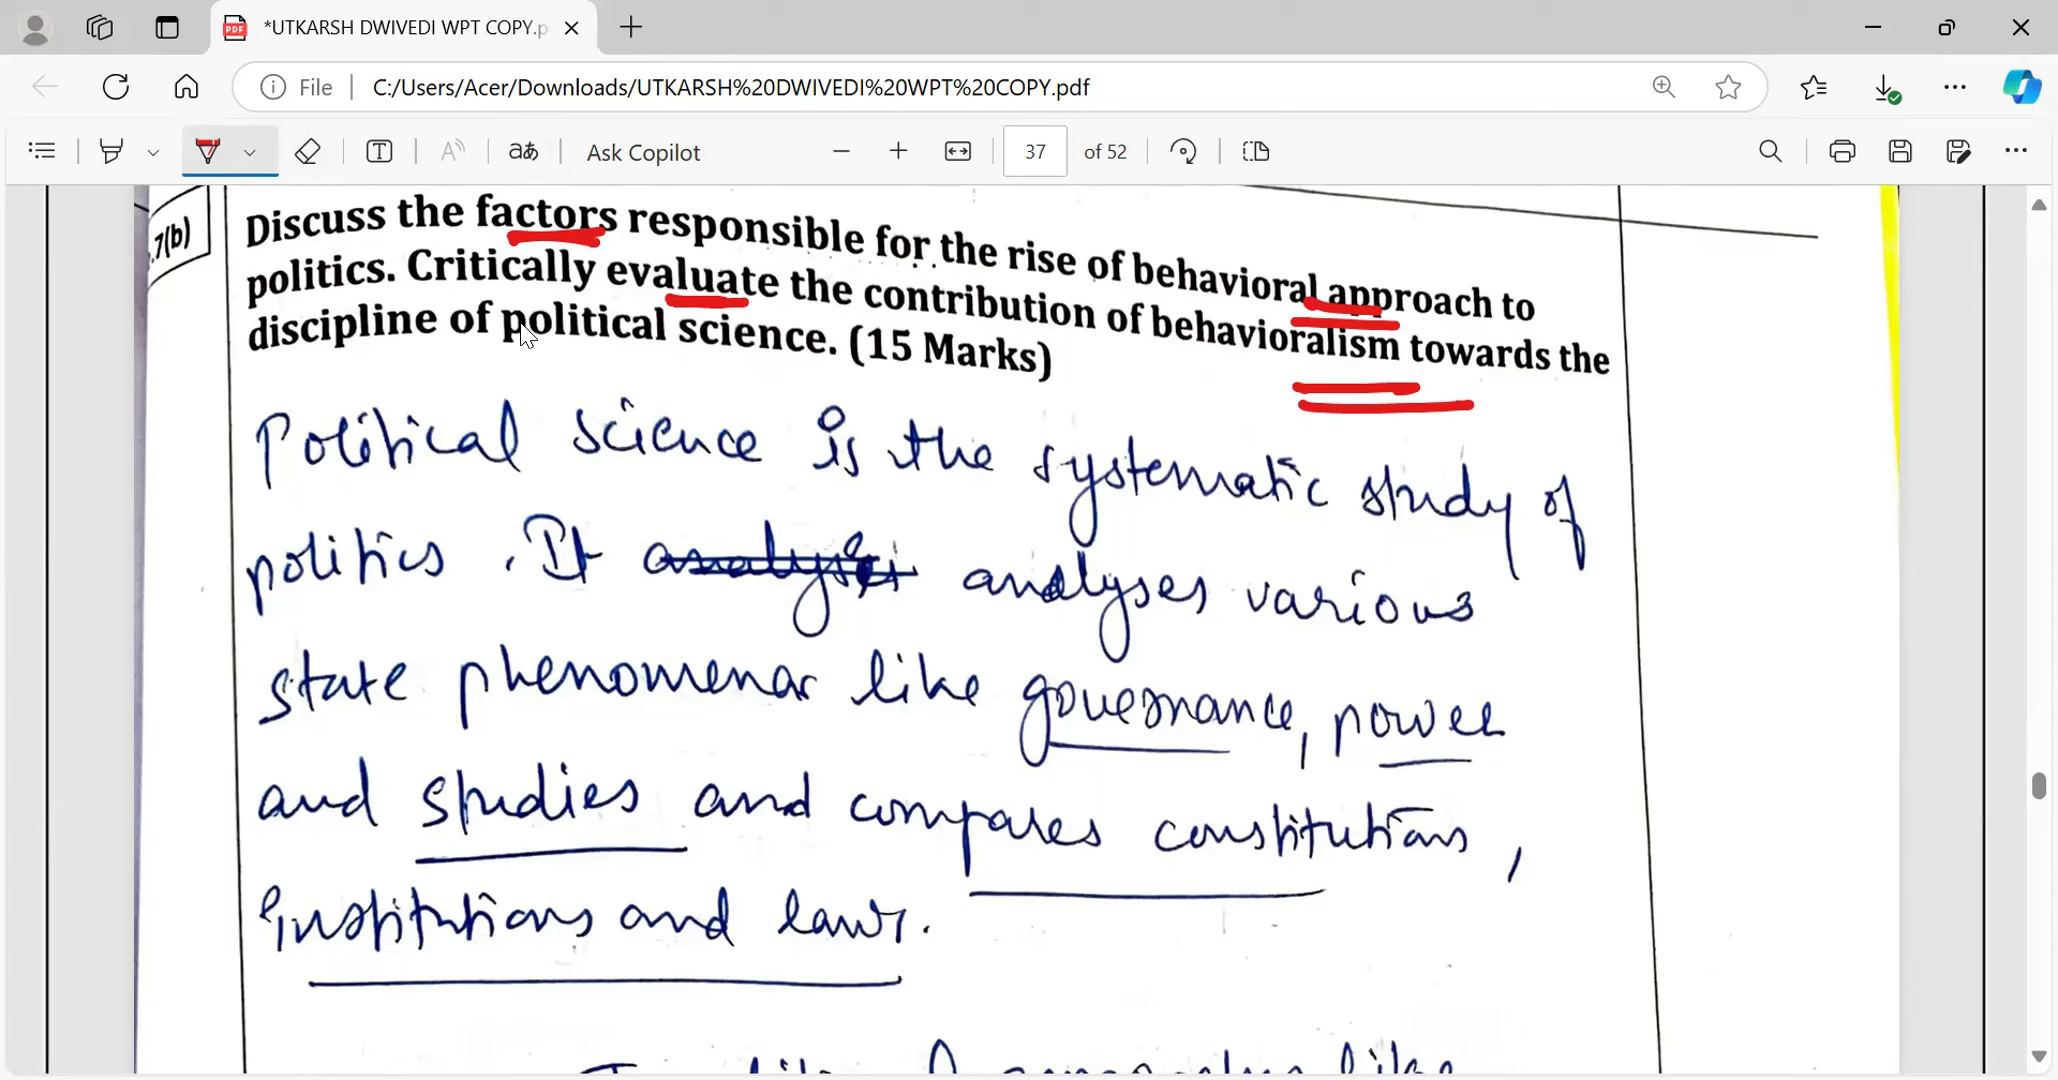 *UTKARSH DWIVEDI WPT COPY.p
File
C:/Users/Acer/Downloads/UTKARSH%20DWIVEDI%20WPT%20COPY.pdf
Ask Copilot
37 of 52
.7(b)
Discuss the factors responsible for the rise of behavioral approach to
politics. Critically evaluate the contribution of behavioralism towards the
discipline of political science. (15 Marks)
Political science is the systematic study of
politics. It analyses various
state phenomena like governance, power
and studies and compares constitutions,
institutions and laws.
like